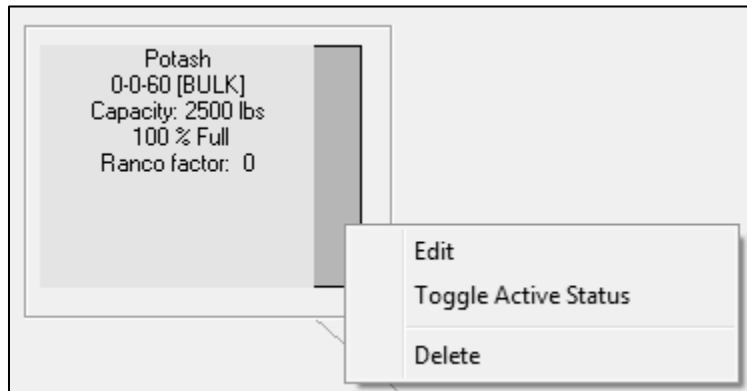 Potash
0-0-60 [BULK]
Capacity: 2500 lbs
100 % Full
Ranco factor: 0
Edit
Toggle Active Status
Delete